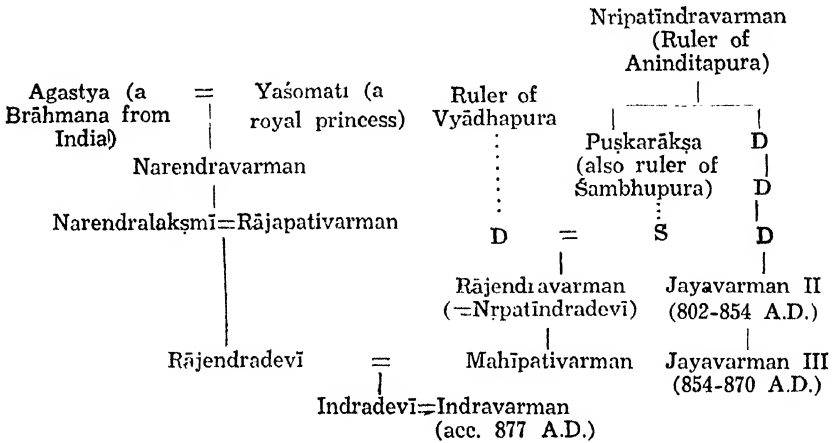 Nripatīndravarman
(Ruler of
Aninditapura)
Agastya (a = Yaśomatī (a Ruler of
Brāhmana from royal princess) Vyādhapura
India)
Puṣkarākṣa D
(also ruler of
Śambhupura) D
Narendravarman
Narendralakṣmī=Rājapativarman D = S D
Rājendravarman Jayavarman II
(=Nṛpatīndradevī) (802-854 A.D.)
Rājendradevī = Mahīpativarman Jayavarman III
(854-870 A.D.)
Indradevī=Indravarman
(acc. 877 A.D.)